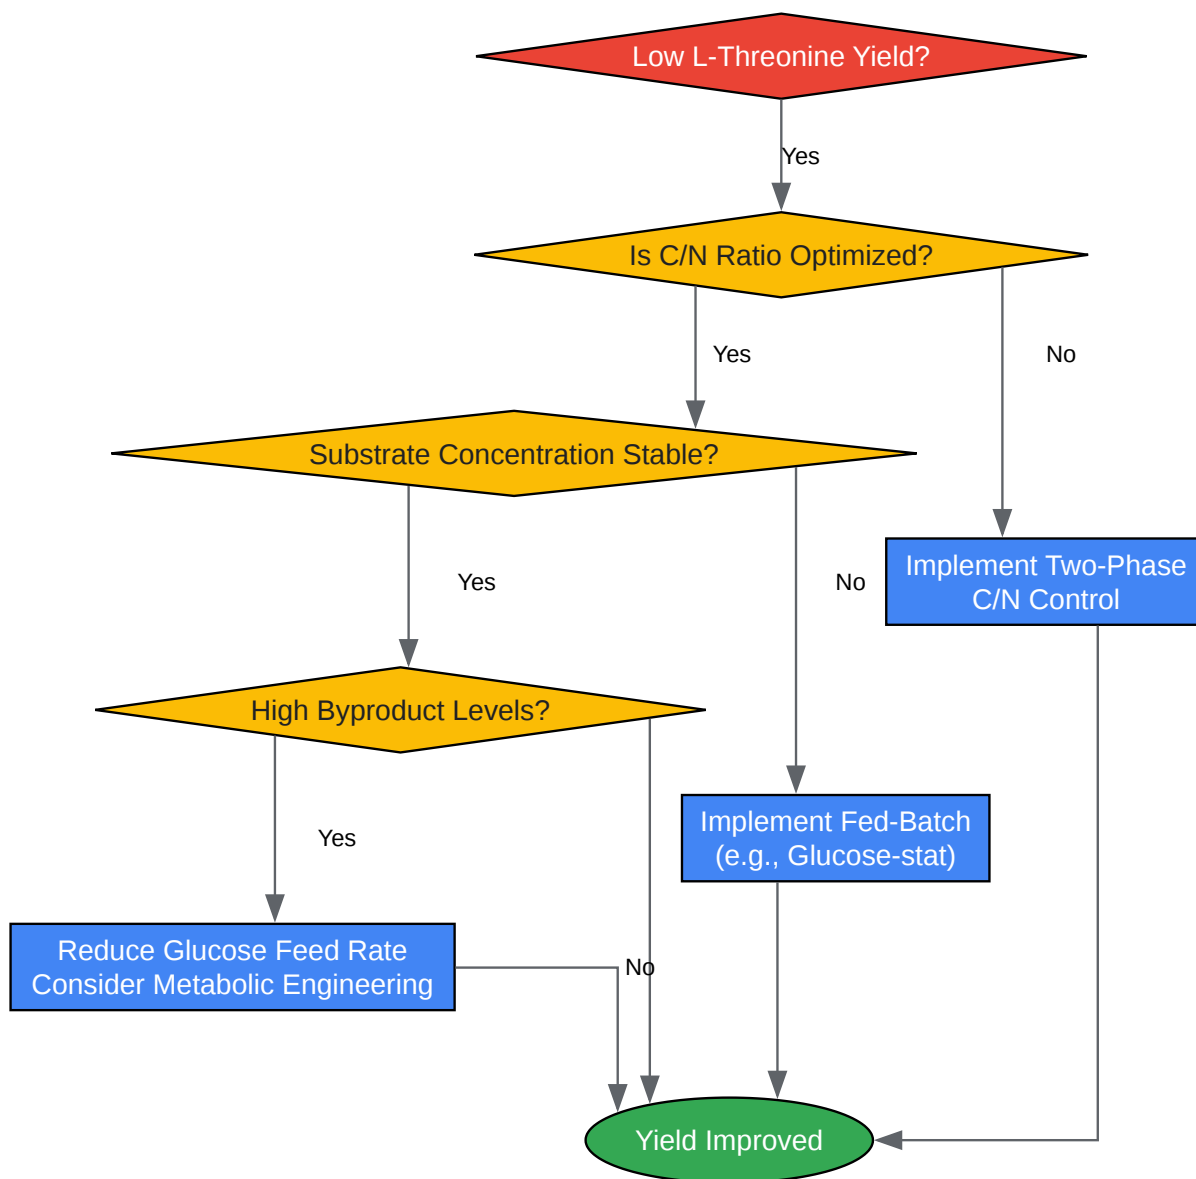 Low L-Threonine Yield?
Yes
Is C/N Ratio Optimized?
Yes
No
Substrate Concentration Stable?
Yes
No
Implement Two-Phase
C/N Control
High Byproduct Levels?
Yes
Implement Fed-Batch
(e.g., Glucose-stat)
Reduce Glucose Feed Rate
Consider Metabolic Engineering
No
Yield Improved